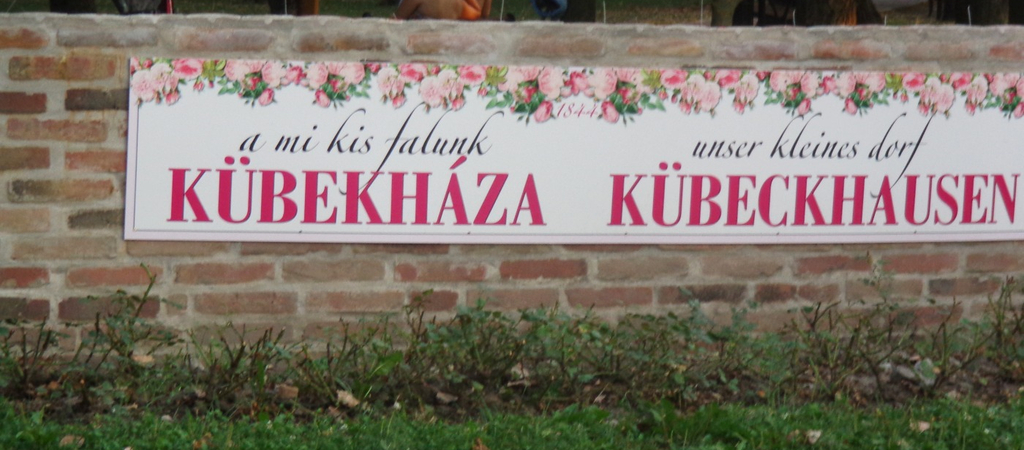 1844
a mi kis falunk
KÜBEKHÁZA
unser kleines dorf
KÜBECKHAUSEN